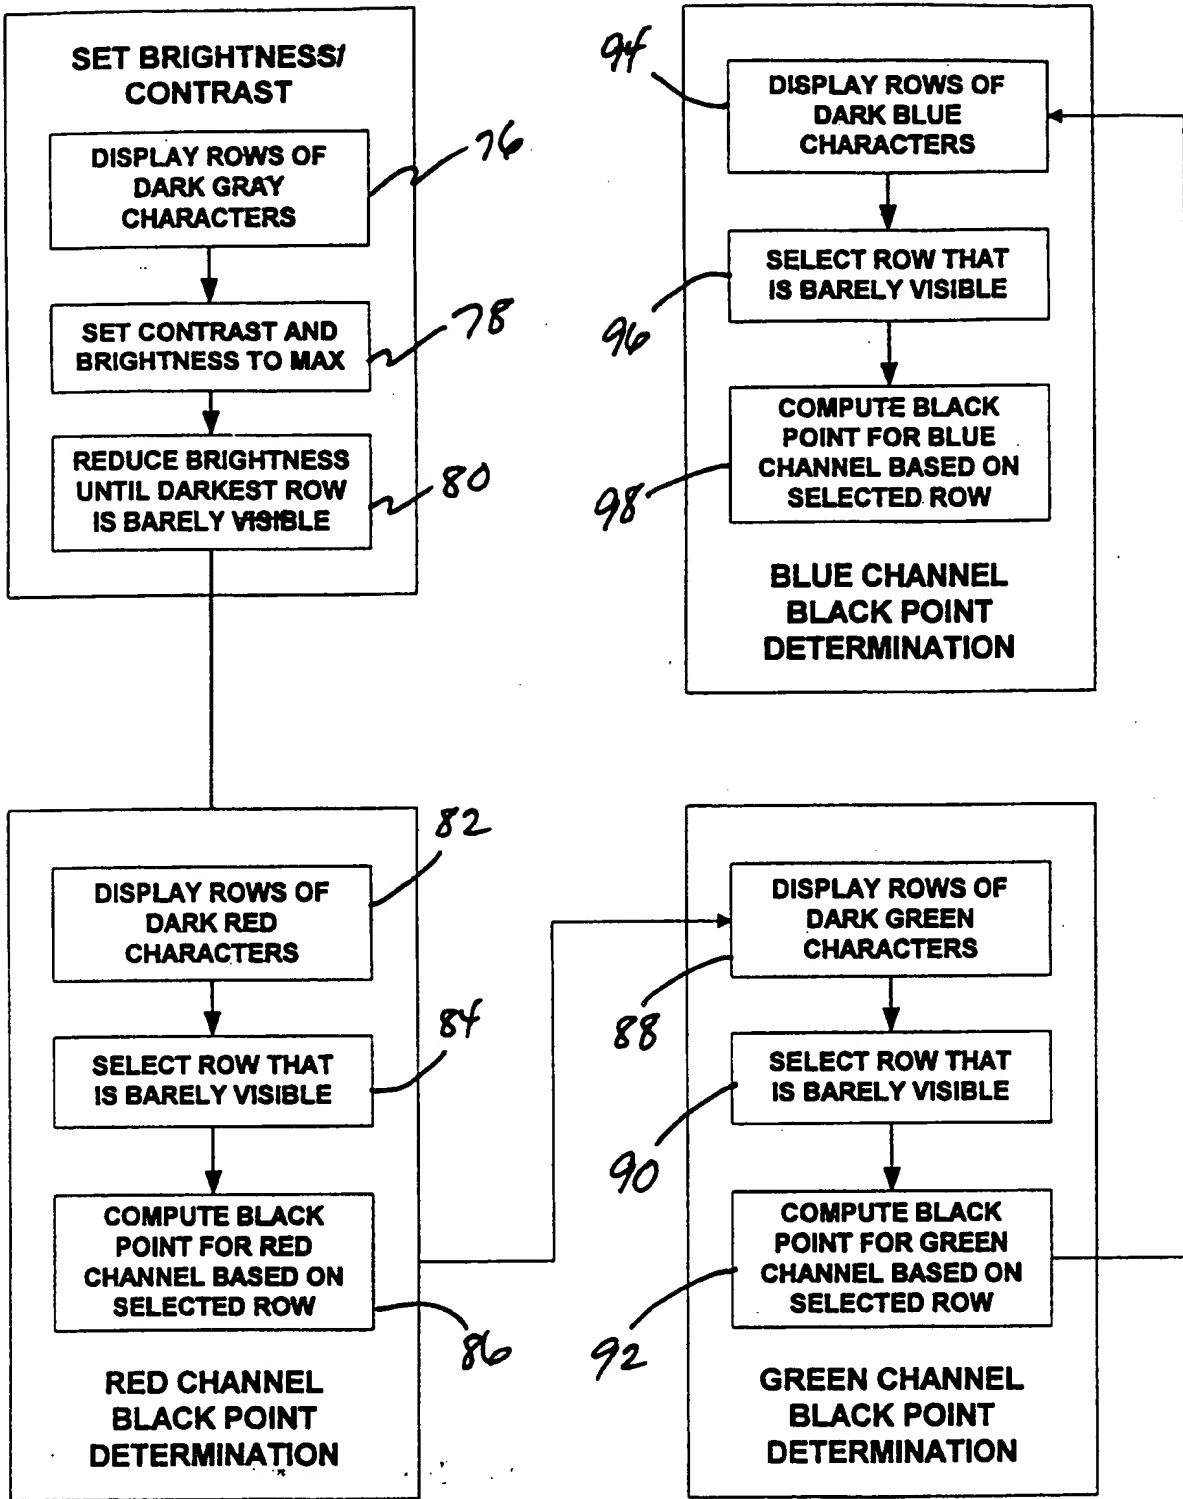 SET BRIGHTNESS/
CONTRAST
DISPLAY ROWS OF
DARK GRAY
CHARACTERS
76
SET CONTRAST AND
BRIGHTNESS TO MAX
78
REDUCE BRIGHTNESS
UNTIL DARKEST ROW
IS BARELY VISIBLE
80
82
DISPLAY ROWS OF
DARK RED
CHARACTERS
84
SELECT ROW THAT
IS BARELY VISIBLE
COMPUTE BLACK
POINT FOR RED
CHANNEL BASED ON
SELECTED ROW
86
RED CHANNEL
BLACK POINT
DETERMINATION
DISPLAY ROWS OF
DARK GREEN
CHARACTERS
88
SELECT ROW THAT
IS BARELY VISIBLE
90
COMPUTE BLACK
POINT FOR GREEN
CHANNEL BASED ON
SELECTED ROW
92
GREEN CHANNEL
BLACK POINT
DETERMINATION
94
DISPLAY ROWS OF
DARK BLUE
CHARACTERS
SELECT ROW THAT
IS BARELY VISIBLE
96
COMPUTE BLACK
POINT FOR BLUE
CHANNEL BASED ON
SELECTED ROW
98
BLUE CHANNEL
BLACK POINT
DETERMINATION